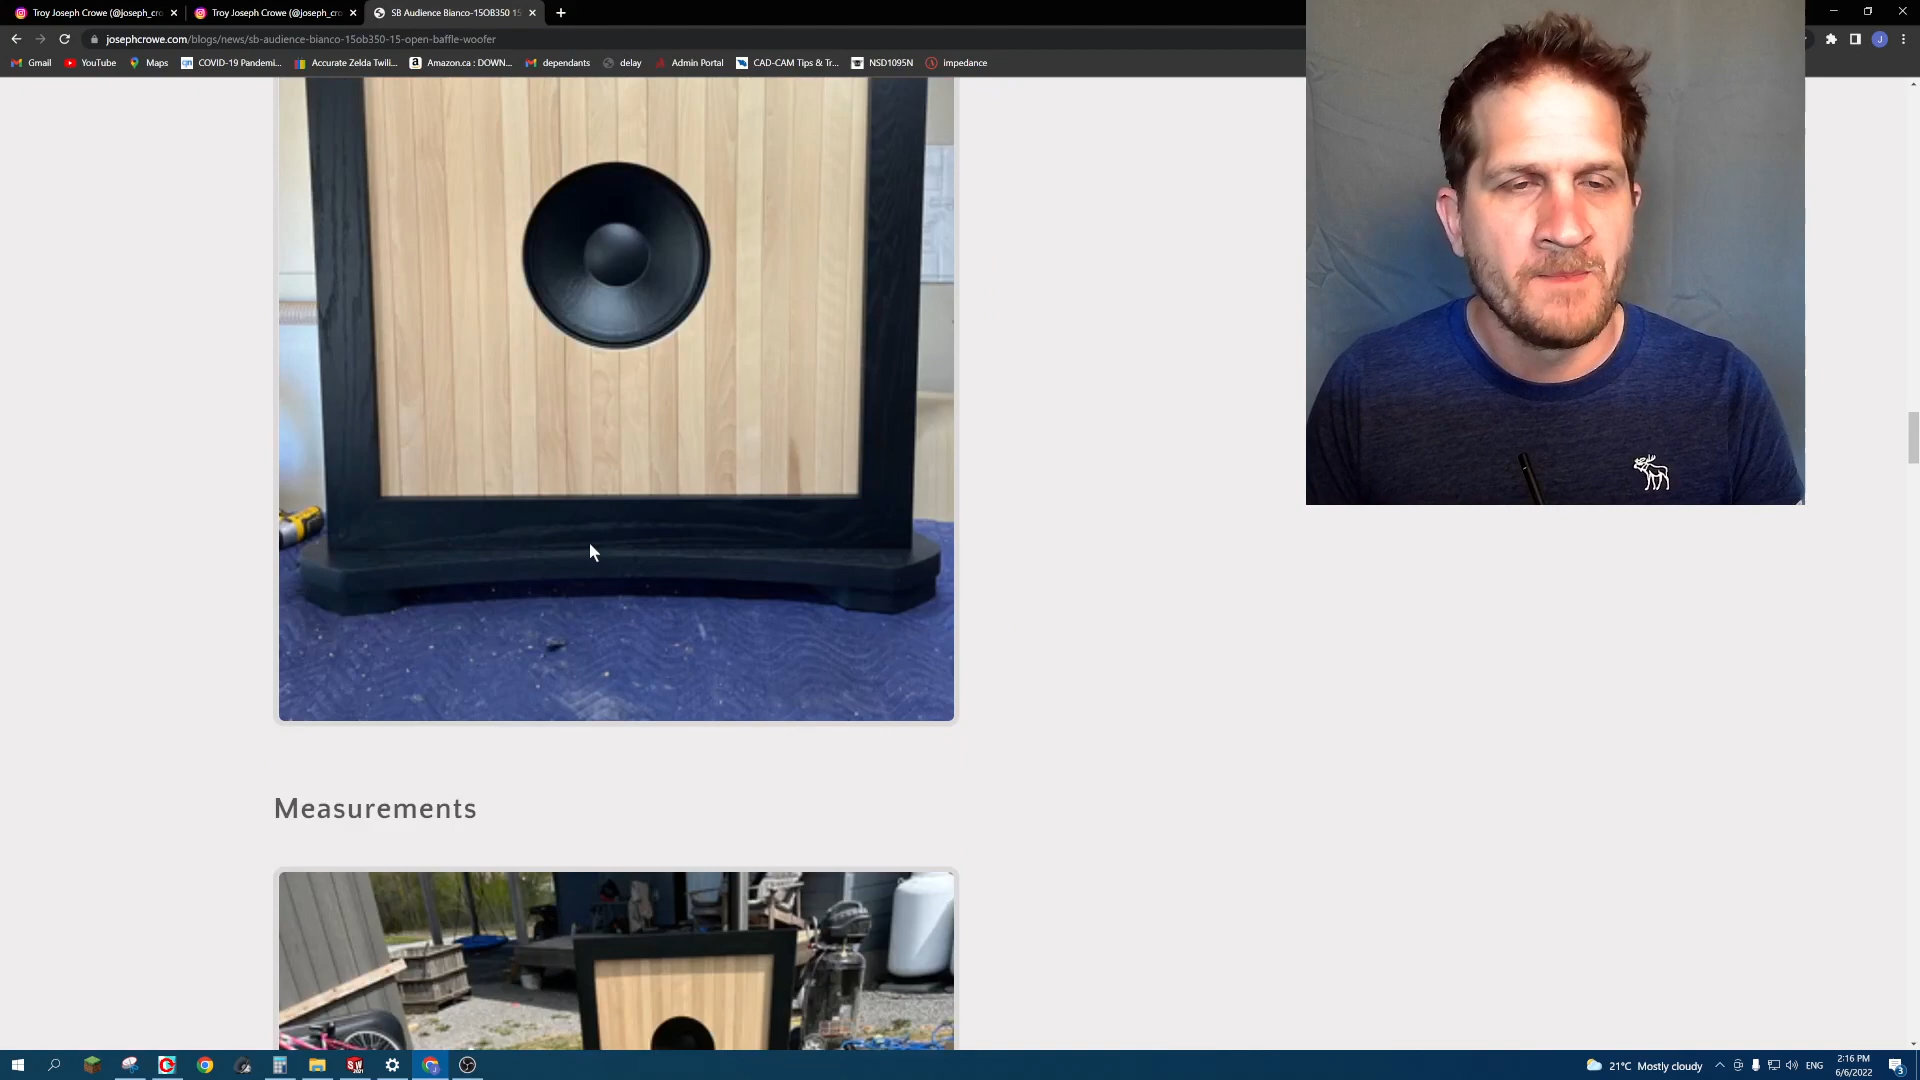 Troy Joseph Crowe (@joseph_cro
Troy Joseph Crowe (@joseph_cro
SB Audience Bianco-15OB350 15
josephcrowe.com/blogs/news/sb-audience-bianco-15ob350-15-open-baffle-woofer
Gmail YouTube Maps COVID-19 Pandemi... Accurate Zelda Twili... Amazon.ca : DOWN... dependants delay Admin Portal CAD-CAM Tips & Tr... NSD1095N impedance
Measurements
21°C Mostly cloudy ENG 2:16 PM
6/6/2022